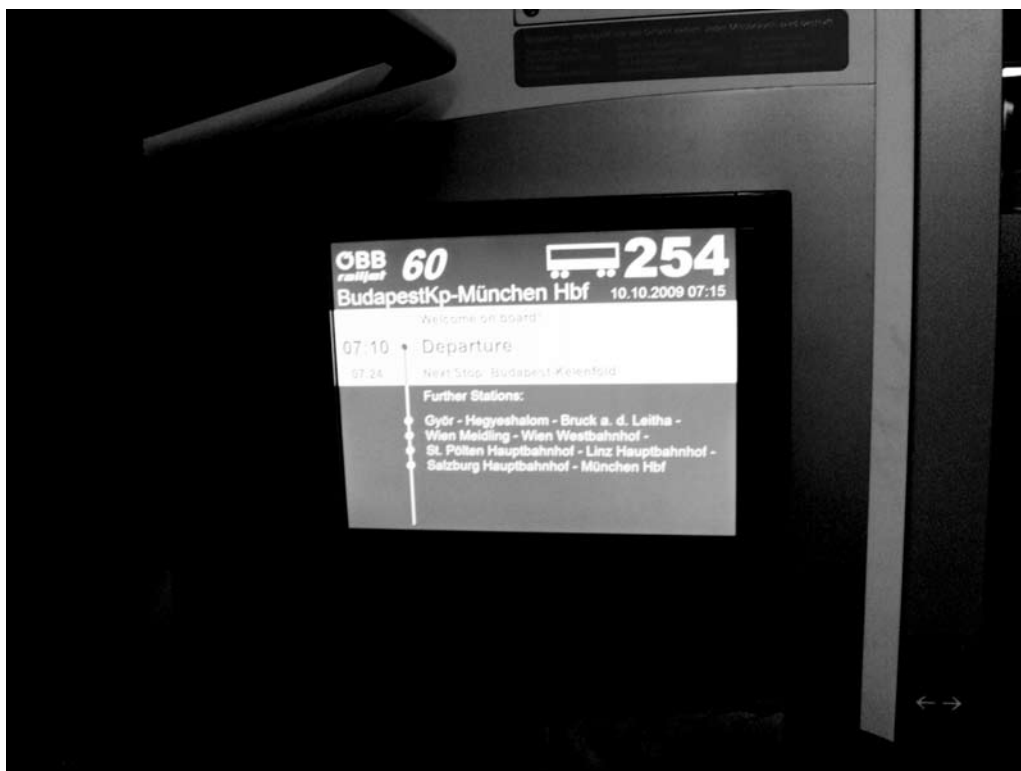 ÖBB 60 254
railjet
BudapestKp-München Hbf 10.10.2009 07:15
Welcome on board!
07:10 Departure
07:24 Next Stop: Budapest-Kelenföld
Further Stations:
Győr - Hegyeshalom - Bruck a. d. Leitha -
Wien Meidling - Wien Westbahnhof -
St. Pölten Hauptbahnhof - Linz Hauptbahnhof -
Salzburg Hauptbahnhof - München Hbf